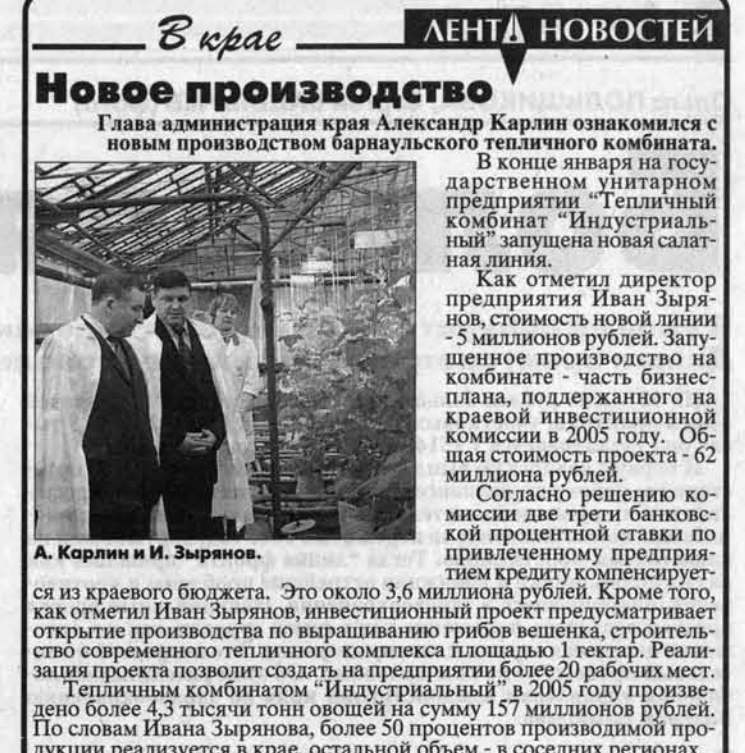 В крае
ЛЕНТА НОВОСТЕЙ
Новое производство
Глава администрация края Александр Карлин ознакомился с
новым производством барнаульского тепличного комбината.
В конце января на госу-
дарственном унитарном
предприятии “Тепличный
комбинат “Индустриаль-
ный” запущена новая салат-
ная линия.
Как отметил директор
предприятия Иван Зыря-
нов, стоимость новой линии
- 5 миллионов рублей. Запу-
щенное производство на
комбинате - часть бизнес-
плана, поддержанного на
краевой инвестиционной
комиссии в 2005 году. Об-
щая стоимость проекта - 62
миллиона рублей.
Согласно решению ко-
миссии две трети банковс-
кой процентной ставки по
привлеченному предприя-
тием кредиту компенсирует-
А. Карлин и И. Зырянов.
ся из краевого бюджета. Это около 3,6 миллиона рублей. Кроме того,
как отметил Иван Зырянов, инвестиционный проект предусматривает
открытие производства по выращиванию грибов вешенка, строитель-
ство современного тепличного комплекса площадью 1 гектар. Реали-
зация проекта позволит создать на предприятии более 20 рабочих мест.
Тепличным комбинатом “Индустриальный” в 2005 году произве-
дено более 4,3 тысячи тонн овощей на сумму 157 миллионов рублей.
По словам Ивана Зырянова, более 50 процентов производимой про-
дукции реализуется в крае, остальной объем - в соседних регионах.